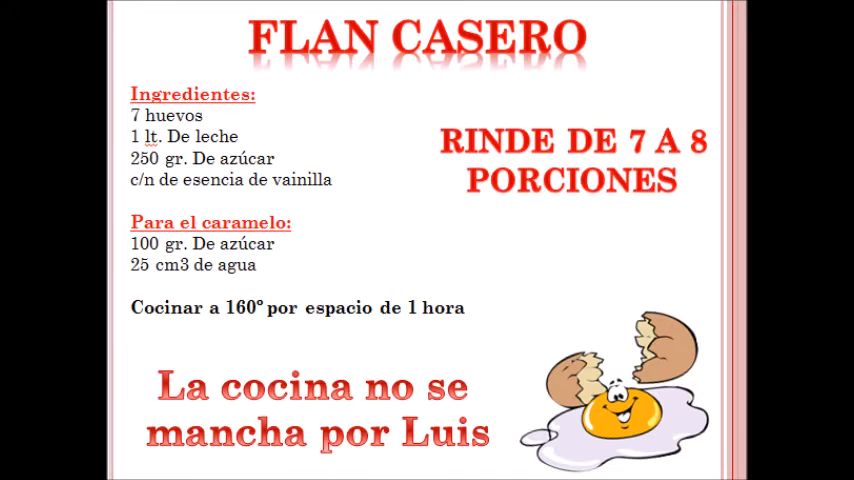 FLAN CASERO
Ingredientes:
7 huevos
1 lt. De leche
250 gr. De azúcar
c/n de esencia de vainilla
Para el caramelo:
100 gr. De azúcar
25 cm3 de agua
Cocinar a 160º por espacio de 1 hora
RINDE DE 7 A 8
PORCIONES
La cocina no se
mancha por Luis